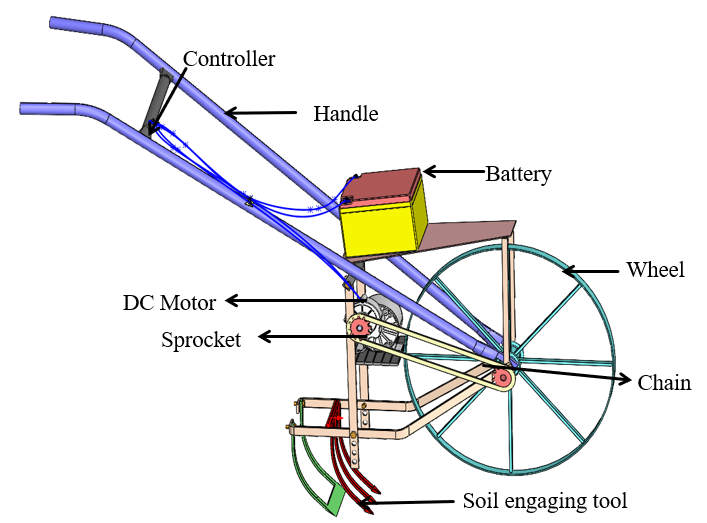 Controller
Handle
Battery
Wheel
DC Motor
Sprocket
Chain
Soil engaging tool